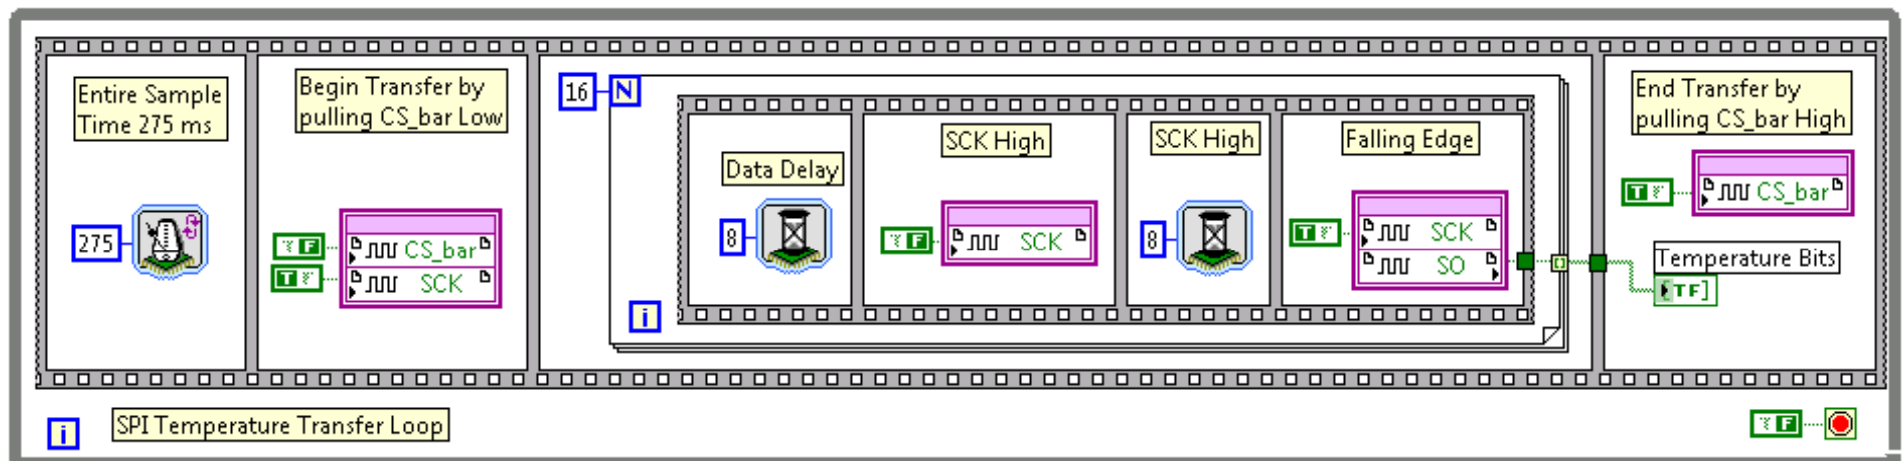 Entire Sample
Time 275 ms
275
Begin Transfer by
pulling CS_bar Low
F
CS_bar
T
SCK
16
N
Data Delay
8
SCK High
F
SCK
SCK High
8
Falling Edge
T
SCK
SO
i
End Transfer by
pulling CS_bar High
T
CS_bar
Temperature Bits
TF
i
SPI Temperature Transfer Loop
F